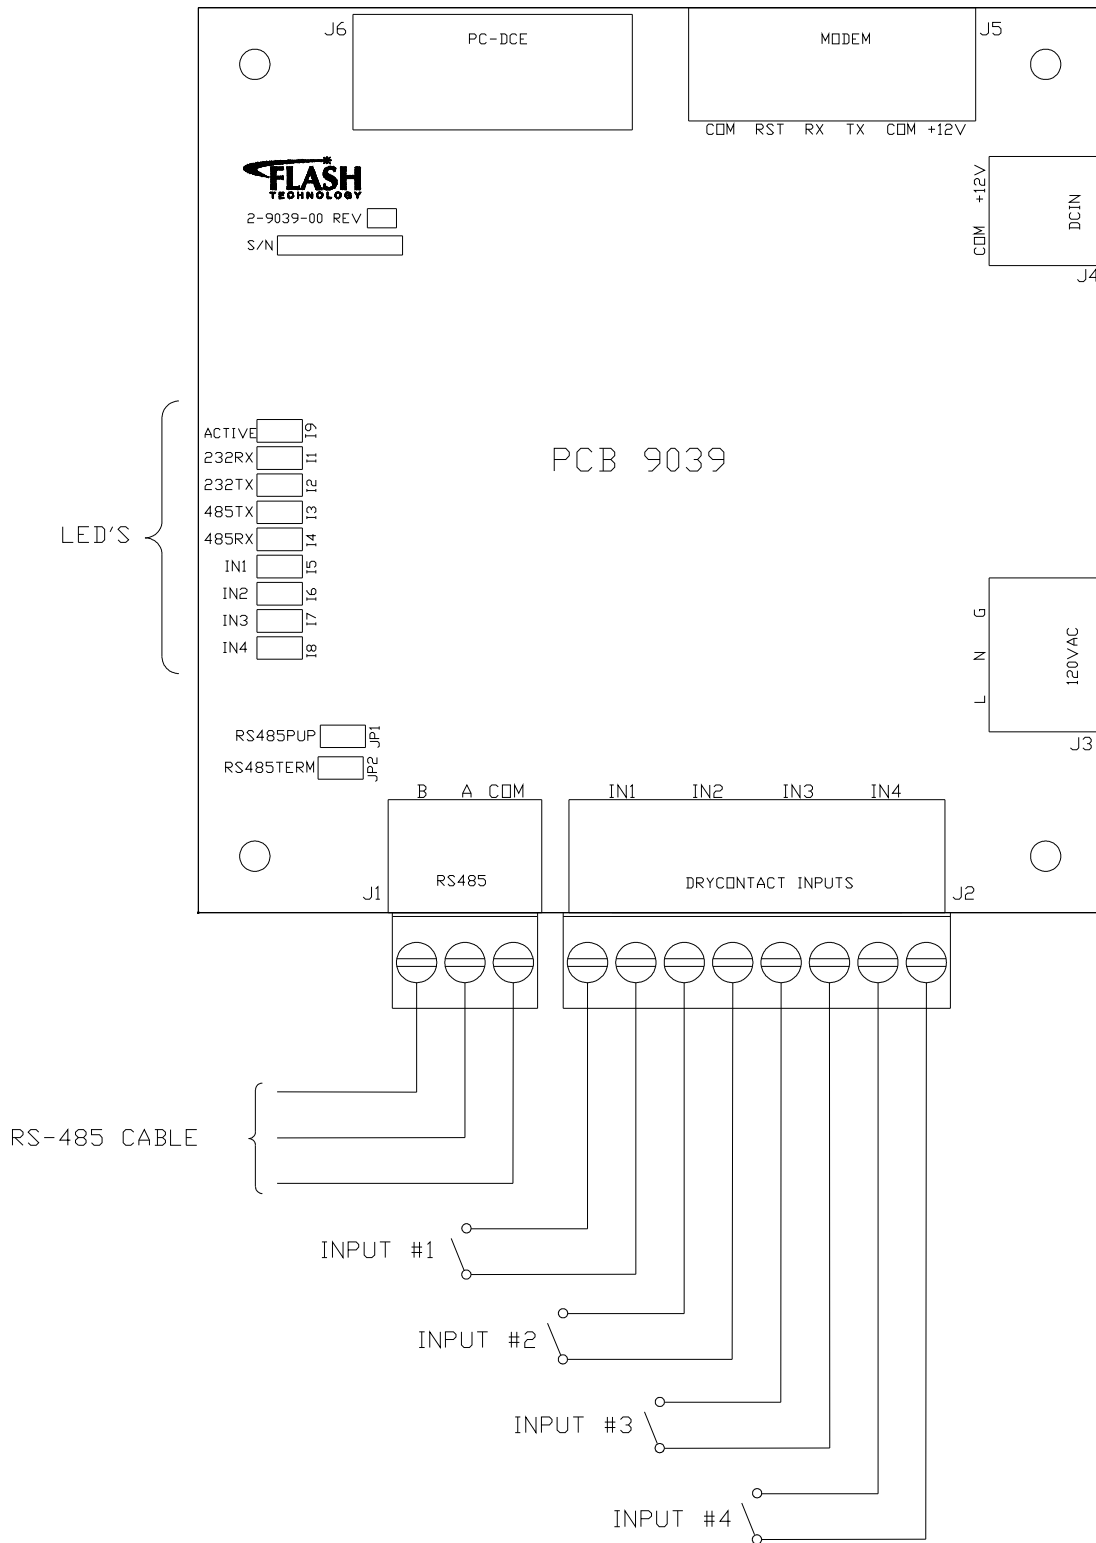 J6
PC-DCE
MODEM
J5
COM RST RX TX COM +12V
FLASH
TECHNOLOGY
2-9039-00 REV
S/N
COM +12V
DCIN
J4
PCB 9039
LED'S
ACTIVE I9
232RX I1
232TX I2
485TX I3
485RX I4
IN1 I5
IN2 I6
IN3 I7
IN4 I8
L N G
120VAC
J3
RS485PUP JP1
RS485TERM JP2
B A COM
IN1 IN2 IN3 IN4
J1
RS485
DRYCONTACT INPUTS
J2
RS-485 CABLE
INPUT #1
INPUT #2
INPUT #3
INPUT #4